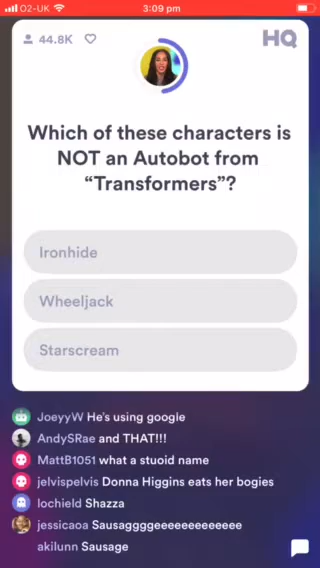 O2-UK 3:09 pm
44.8K HQ
Which of these characters is
NOT an Autobot from
“Transformers”?
Ironhide
Wheeljack
Starscream
JoeyyW He's using google
AndySRae and THAT!!!
MattB1051 what a stuoid name
jelvispelvis Donna Higgins eats her bogies
lochield Shazza
jessicaoa Sausaggggeeeeeeeeeeeee
akilunn Sausage